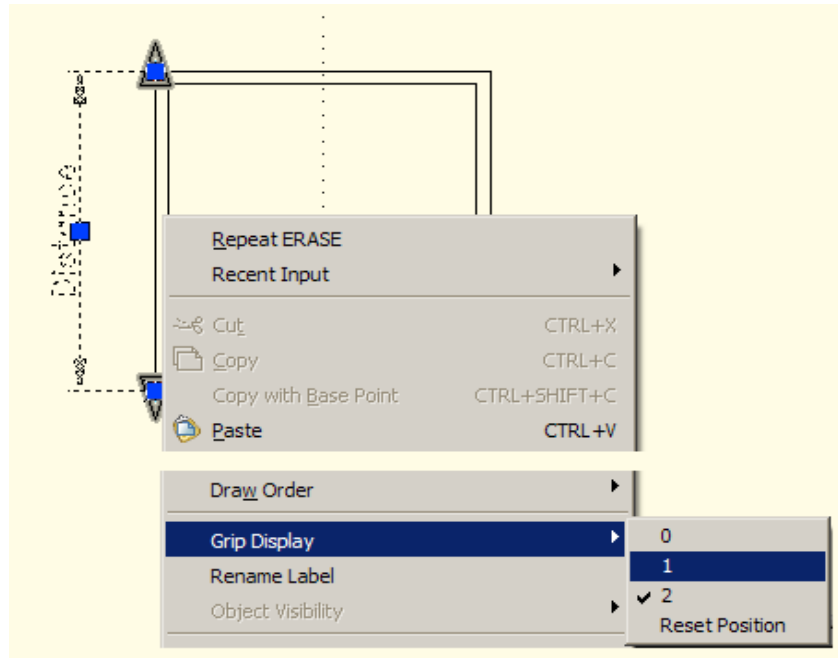 Distance
Repeat ERASE
Recent Input
Cut CTRL+X
Copy CTRL+C
Copy with Base Point CTRL+SHIFT+C
Paste CTRL+V
Draw Order
Grip Display
Rename Label
Object Visibility
0
1
2
Reset Position